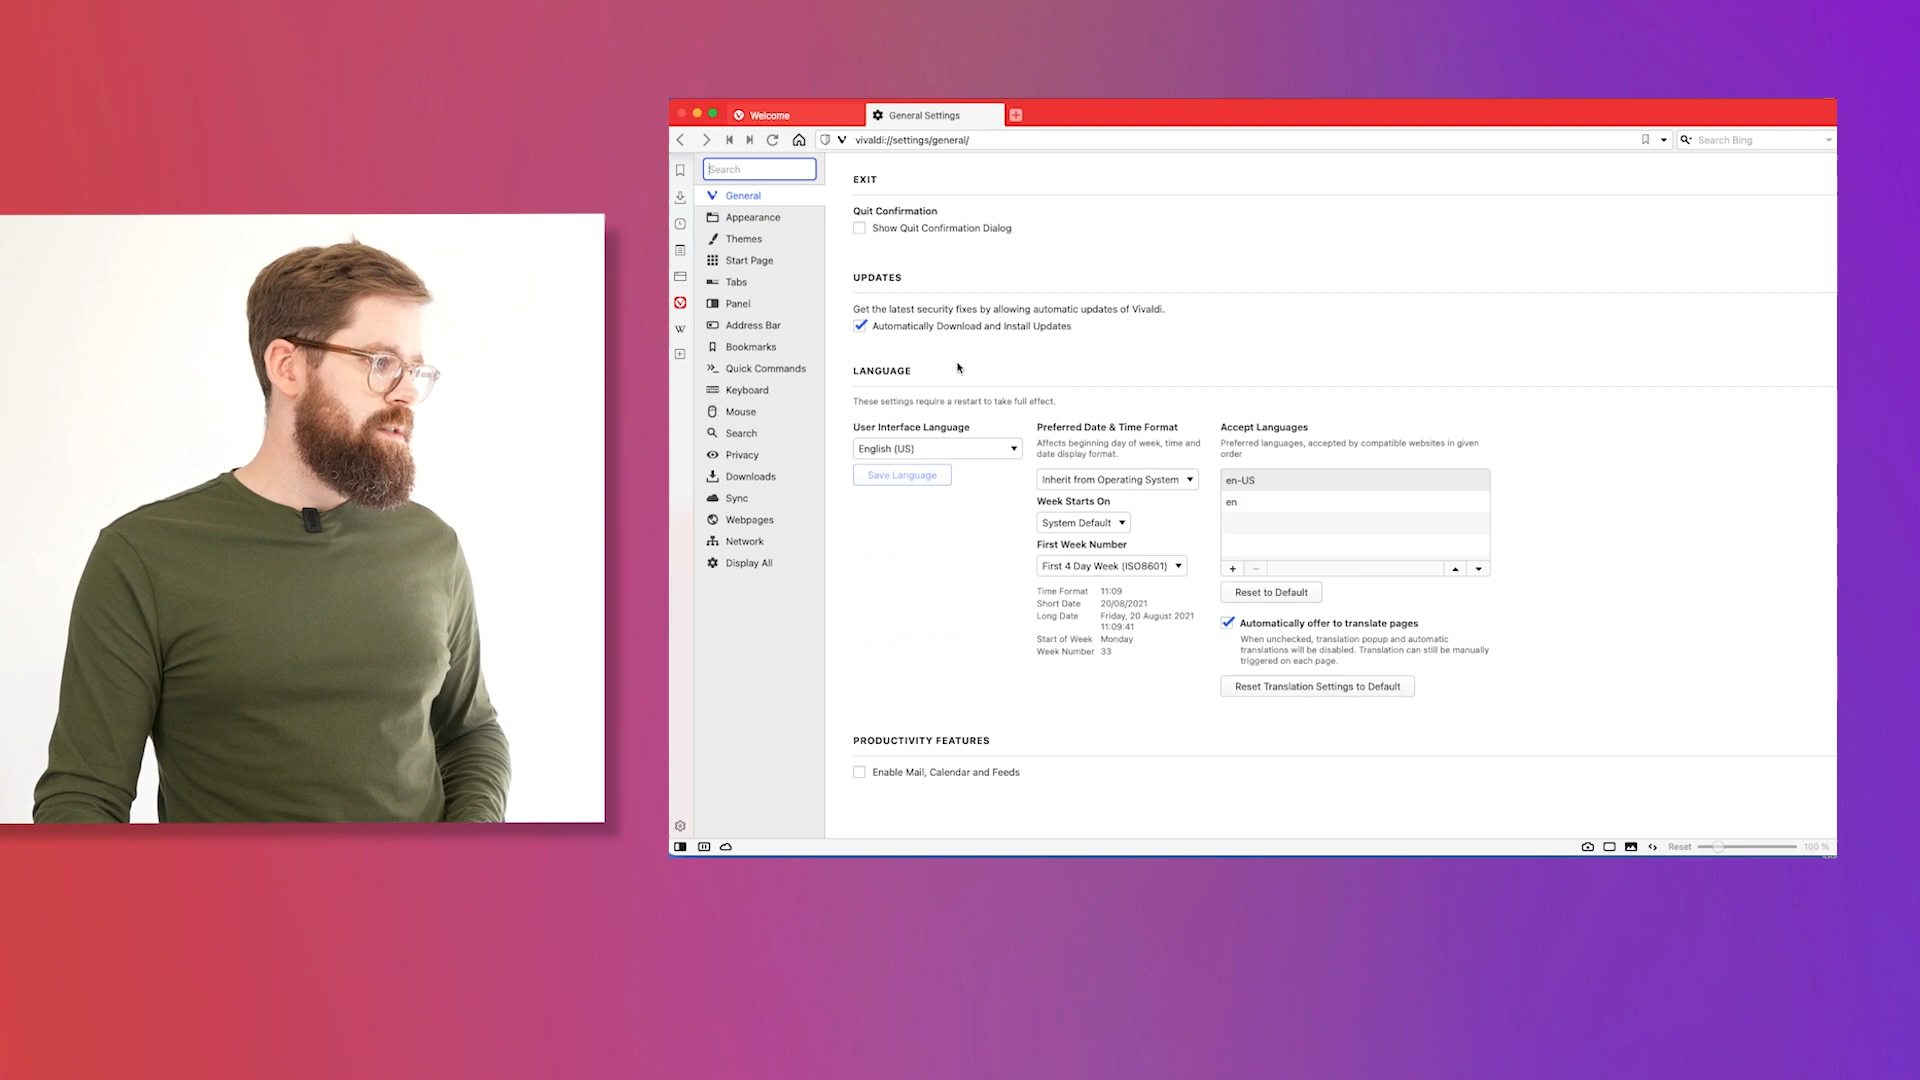 Welcome
General Settings
vivaldi://settings/general/
Search Bing
Search
General
Appearance
Themes
Start Page
Tabs
Panel
Address Bar
Bookmarks
Quick Commands
Keyboard
Mouse
Search
Privacy
Downloads
Sync
Webpages
Network
Display All
EXIT
Quit Confirmation
Show Quit Confirmation Dialog
UPDATES
Get the latest security fixes by allowing automatic updates of Vivaldi.
Automatically Download and Install Updates
LANGUAGE
These settings require a restart to take full effect.
User Interface Language
English (US)
Save Language
Preferred Date & Time Format
Affects beginning day of week, time and
date display format.
Inherit from Operating System
Week Starts On
System Default
First Week Number
First 4 Day Week (ISO8601)
Time Format 11:09
Short Date 20/08/2021
Long Date Friday, 20 August 2021
11:09:41
Start of Week Monday
Week Number 33
Accept Languages
Preferred languages, accepted by compatible websites in given
order
en-US
en
Reset to Default
Automatically offer to translate pages
When unchecked, translation popup and automatic
translations will be disabled. Translation can still be manually
triggered on each page.
Reset Translation Settings to Default
PRODUCTIVITY FEATURES
Enable Mail, Calendar and Feeds
Reset
100 %